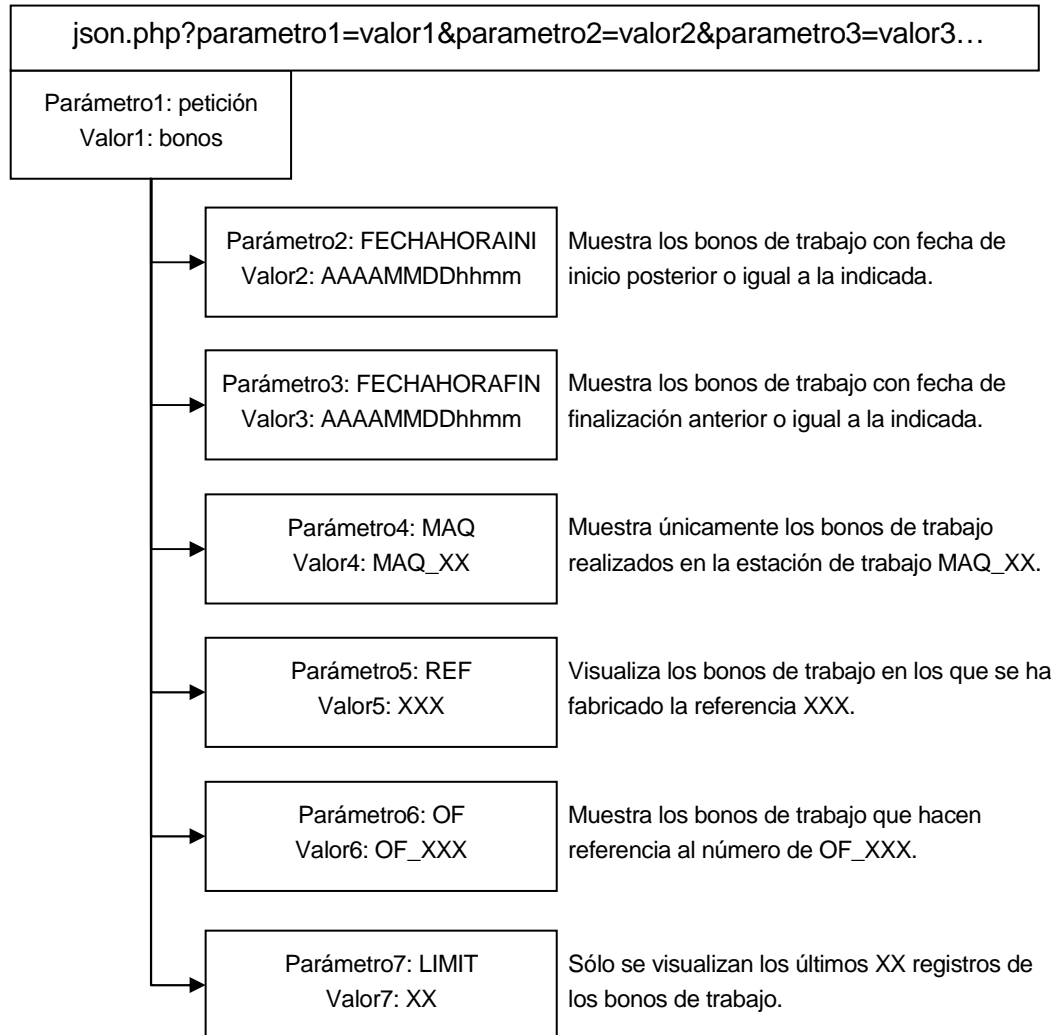 json.php?parametro1=valor1&parametro2=valor2&parametro3=valor3…
Parámetro1: petición
Valor1: bonos
Parámetro2: FECHAHORAINI
Valor2: AAAAMMDDhhmm
Muestra los bonos de trabajo con fecha de
inicio posterior o igual a la indicada.
Parámetro3: FECHAHORAFIN
Valor3: AAAAMMDDhhmm
Muestra los bonos de trabajo con fecha de
finalización anterior o igual a la indicada.
Parámetro4: MAQ
Valor4: MAQ_XX
Muestra únicamente los bonos de trabajo
realizados en la estación de trabajo MAQ_XX.
Parámetro5: REF
Valor5: XXX
Visualiza los bonos de trabajo en los que se ha
fabricado la referencia XXX.
Parámetro6: OF
Valor6: OF_XXX
Muestra los bonos de trabajo que hacen
referencia al número de OF_XXX.
Parámetro7: LIMIT
Valor7: XX
Sólo se visualizan los últimos XX registros de
los bonos de trabajo.